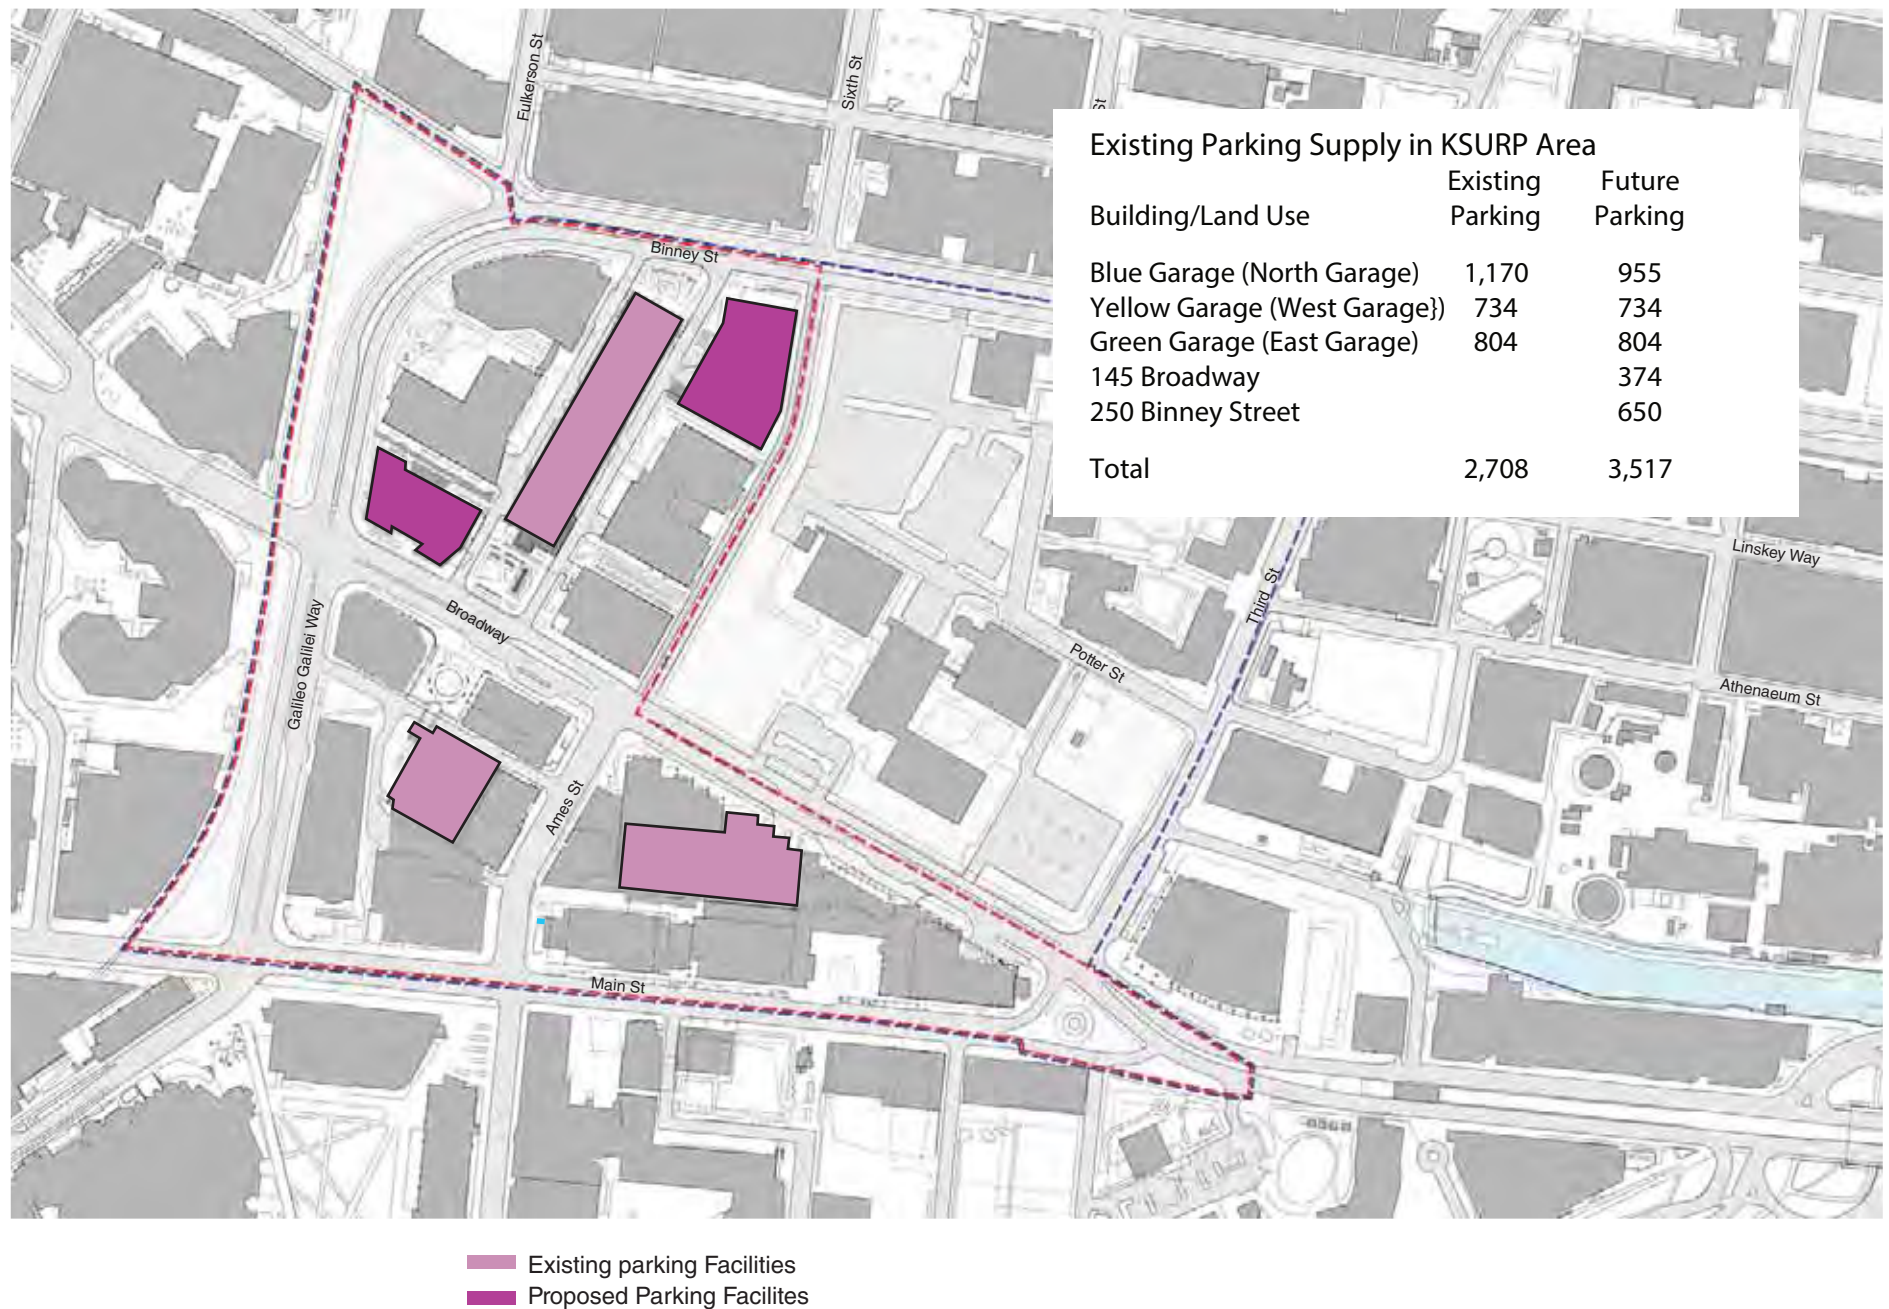 Fulkerson St
Sixth St
St
Existing Parking Supply in KSURP Area
Existing Future
Building/Land Use Parking Parking
Blue Garage (North Garage) 1,170 955
Yellow Garage (West Garage}) 734 734
Green Garage (East Garage) 804 804
145 Broadway 374
250 Binney Street 650
Total 2,708 3,517
Binney St
Linskey Way
Third St
Broadway
Galileo Galilei Way
Potter St
Athenaeum St
Ames St
Main St
Existing parking Facilities
Proposed Parking Facilites